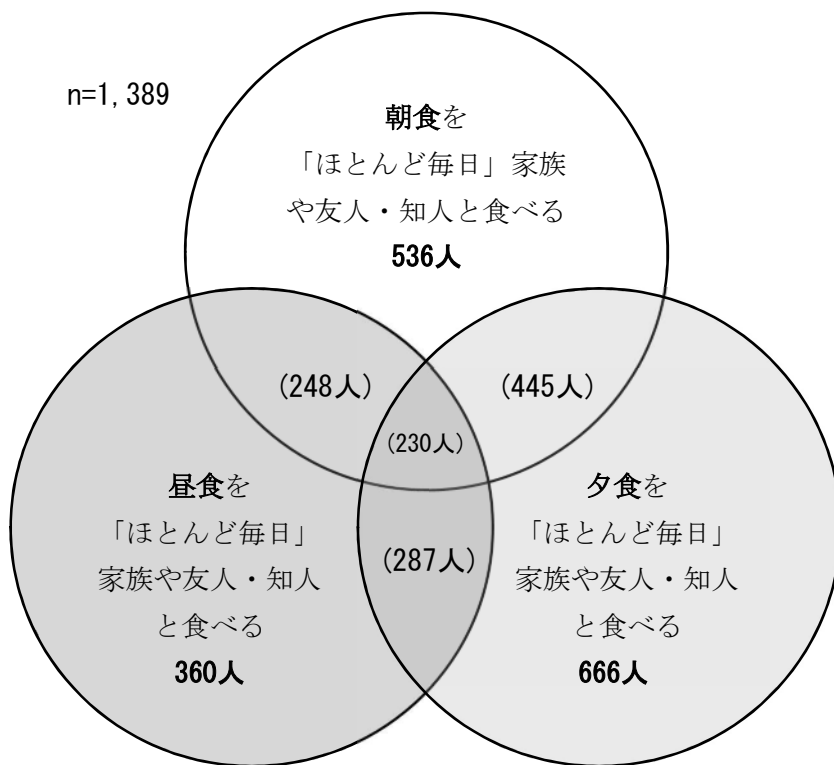 n=1,389
朝食を
「ほとんど毎日」家族
や友人・知人と食べる
536人
(248人)
(445人)
(230人)
昼食を
「ほとんど毎日」
家族や友人・知人
と食べる
360人
(287人)
夕食を
「ほとんど毎日」
家族や友人・知人
と食べる
666人